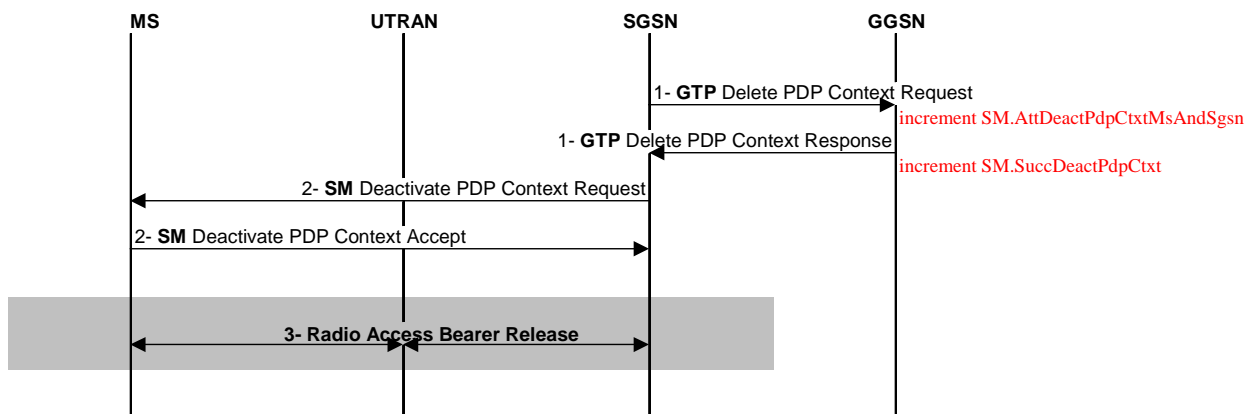 MS UTRAN SGSN GGSN
1- GTP Delete PDP Context Request
increment SM.AttDeactPdpCtxtMsAndSgsn
1- GTP Delete PDP Context Response
increment SM.SuccDeactPdpCtxt
2- SM Deactivate PDP Context Request
2- SM Deactivate PDP Context Accept
3- Radio Access Bearer Release